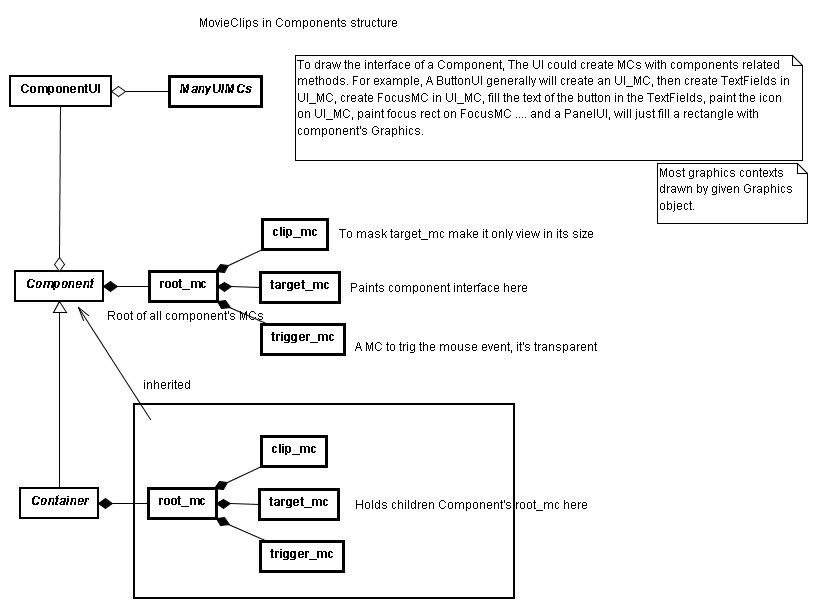 MovieClips in Components structure
ComponentUI
ManyUIMCs
To draw the interface of a Component, The UI could create MCs with components related
methods. For example, A ButtonUI generally will create an UI_MC, then create TextFields in
UI_MC, create FocusMC in UI_MC, fill the text of the button in the TextFields, paint the icon
on UI_MC, paint focus rect on FocusMC .... and a PanelUI, will just fill a rectangle with
component's Graphics.
Most graphics contexts
drawn by given Graphics
object.
clip_mc
To mask target_mc make it only view in its size
Component
root_mc
target_mc
Paints component interface here
Root of all component's MCs
trigger_mc
A MC to trig the mouse event, it's transparent
inherited
clip_mc
Container
root_mc
target_mc
Holds children Component's root_mc here
trigger_mc